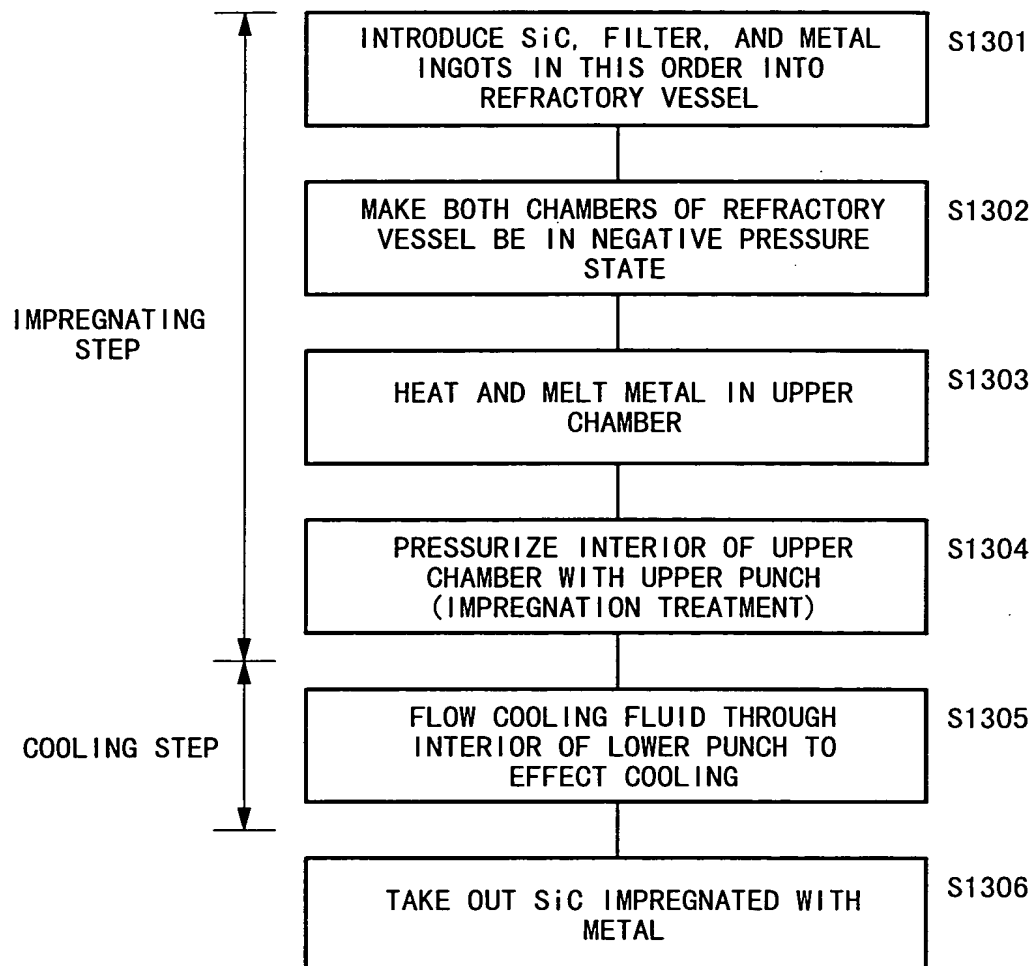 INTRODUCE SiC, FILTER, AND METAL
INGOTS IN THIS ORDER INTO
REFRACTORY VESSEL
S1301
MAKE BOTH CHAMBERS OF REFRACTORY
VESSEL BE IN NEGATIVE PRESSURE
STATE
S1302
IMPREGNATING
STEP
HEAT AND MELT METAL IN UPPER
CHAMBER
S1303
PRESSURIZE INTERIOR OF UPPER
CHAMBER WITH UPPER PUNCH
(IMPREGNATION TREATMENT)
S1304
COOLING STEP
FLOW COOLING FLUID THROUGH
INTERIOR OF LOWER PUNCH TO
EFFECT COOLING
S1305
TAKE OUT SiC IMPREGNATED WITH
METAL
S1306